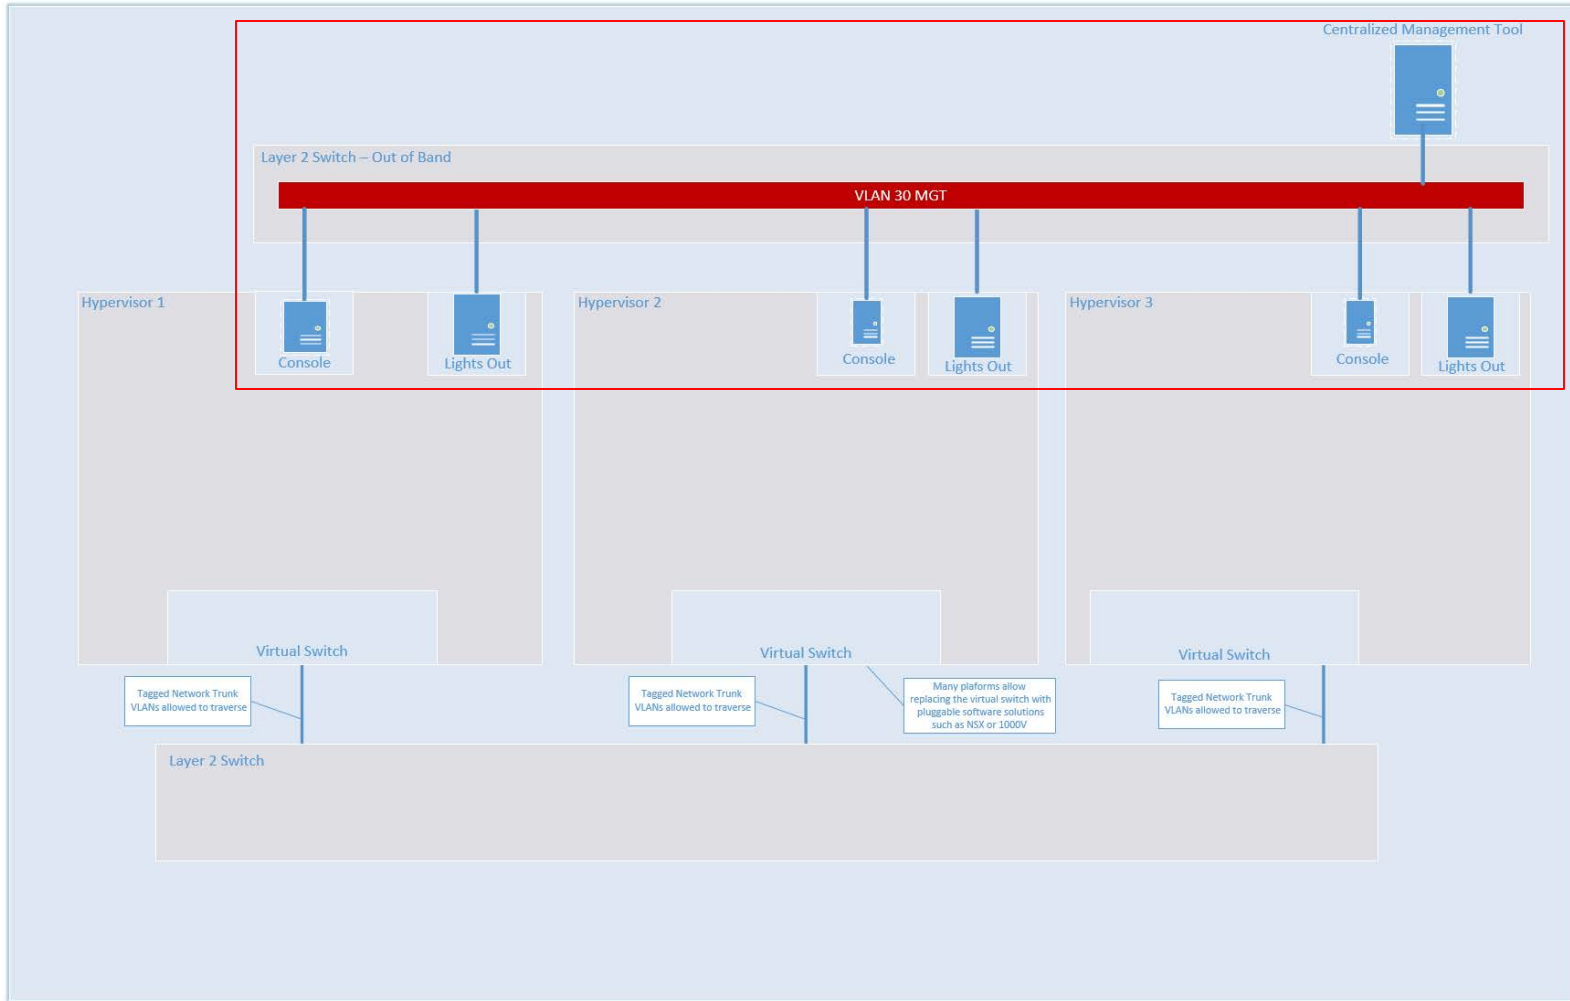 Centralized Management Tool
Layer 2 Switch – Out of Band
VLAN 30 MGT
Hypervisor 1
Console
Lights Out
Hypervisor 2
Console
Lights Out
Hypervisor 3
Console
Lights Out
Virtual Switch
Virtual Switch
Virtual Switch
Tagged Network Trunk
VLANs allowed to traverse
Tagged Network Trunk
VLANs allowed to traverse
Many plaforms allow
replacing the virtual switch with
pluggable software solutions
such as NSX or 1000V
Tagged Network Trunk
VLANs allowed to traverse
Layer 2 Switch